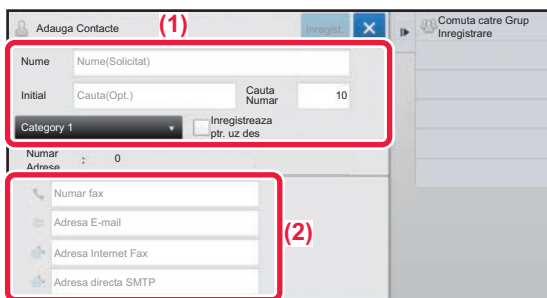 Adauga Contacte
(1)
Inregist.
Comuta catre Grup
Inregistrare
Nume
Nume(Solicitat)
Initial
Cauta(Opt.)
Cauta
Numar
10
Category 1
Inregistreaza
ptr. uz des
Numar
Adrese
:
0
Numar fax
Adresa E-mail
(2)
Adresa Internet Fax
Adresa directa SMTP